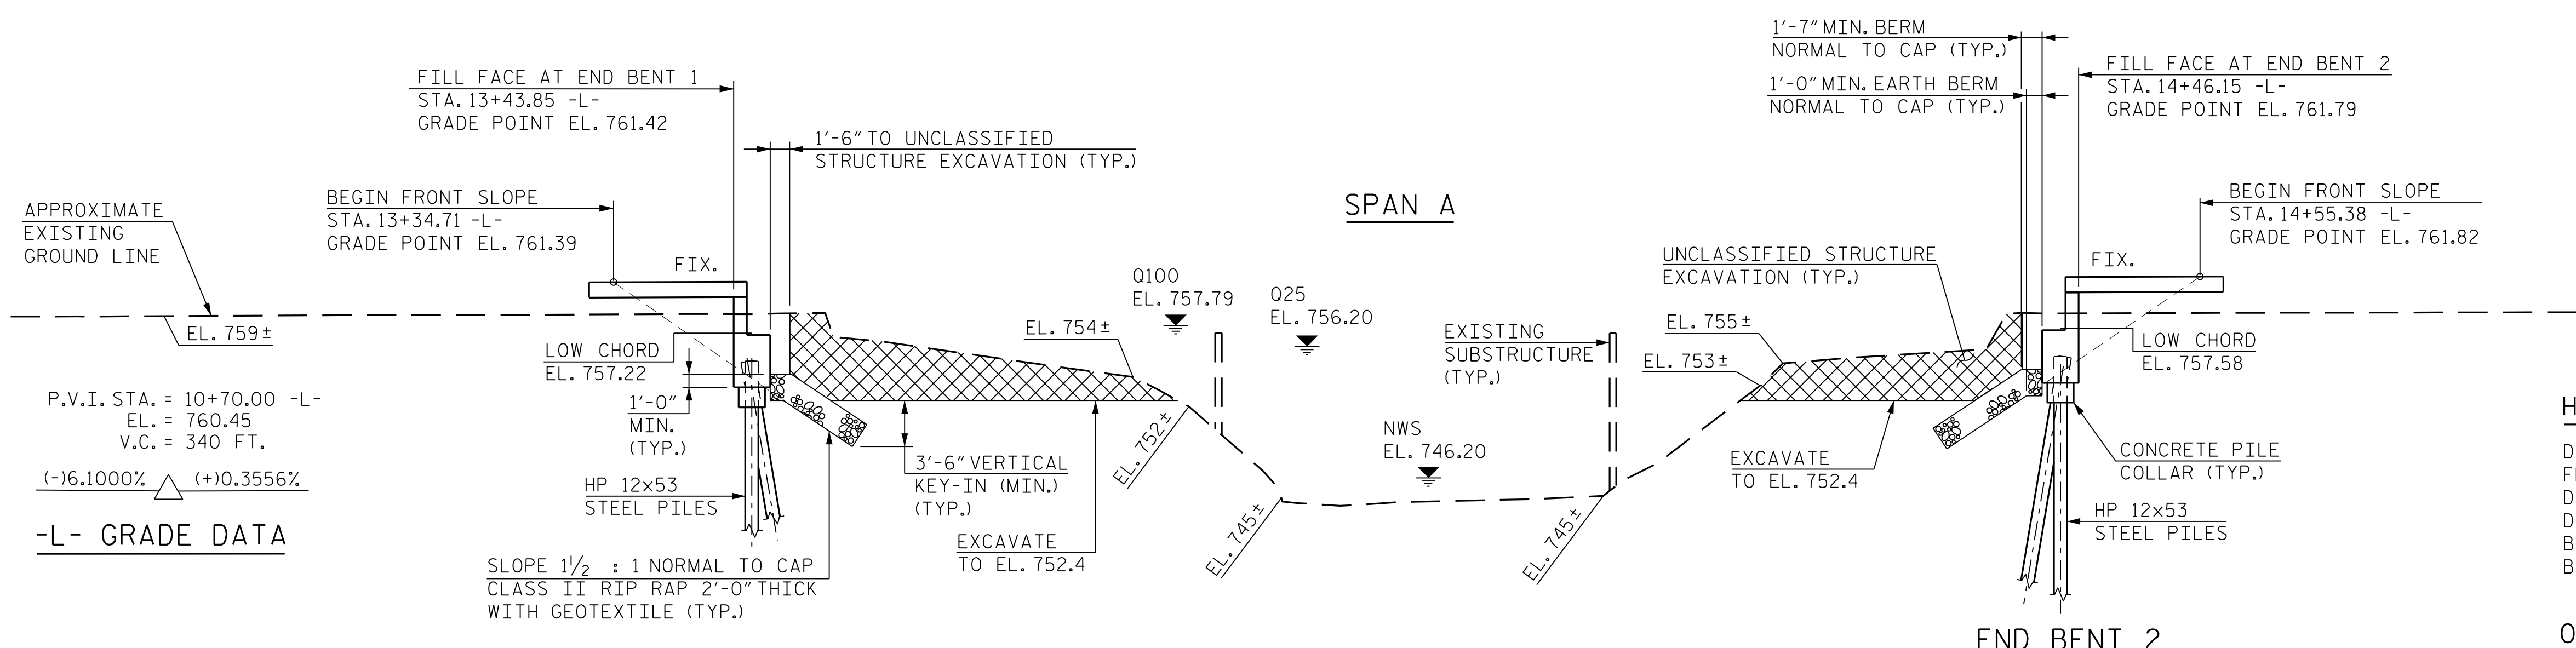 1'-7" MIN. BERM
NORMAL TO CAP (TYP.)
1'-0" MIN. EARTH BERM
NORMAL TO CAP (TYP.)
FILL FACE AT END BENT 1
STA. 13+43.85 -L-
GRADE POINT EL. 761.42
FILL FACE AT END BENT 2
STA. 14+46.15 -L-
GRADE POINT EL. 761.79
1'-6" TO UNCLASSIFIED
STRUCTURE EXCAVATION (TYP.)
SPAN A
APPROXIMATE
EXISTING
GROUND LINE
BEGIN FRONT SLOPE
STA. 13+34.71 -L-
GRADE POINT EL. 761.39
BEGIN FRONT SLOPE
STA. 14+55.38 -L-
GRADE POINT EL. 761.82
FIX.
Q100
EL. 757.79
Q25
EL. 756.20
UNCLASSIFIED STRUCTURE
EXCAVATION (TYP.)
FIX.
EL. 759±
LOW CHORD
EL. 757.22
EL. 754±
EXISTING
SUBSTRUCTURE
(TYP.)
EL. 755±
EL. 753±
LOW CHORD
EL. 757.58
P.V.I. STA. = 10+70.00 -L-
EL. = 760.45
V.C. = 340 FT.
(-)6.1000% (+)0.3556%
-L- GRADE DATA
1'-0"
MIN.
(TYP.)
HP 12x53
STEEL PILES
3'-6" VERTICAL
KEY-IN (MIN.)
(TYP.)
EL. 752±
NWS
EL. 746.20
EXCAVATE
TO EL. 752.4
CONCRETE PILE
COLLAR (TYP.)
HP 12x53
STEEL PILES
EXCAVATE
TO EL. 752.4
EL. 745±
EL. 745±
SLOPE 1 1/2 : 1 NORMAL TO CAP
CLASS II RIP RAP 2'-0" THICK
WITH GEOTEXTILE (TYP.)
END BENT 2
H
D
F
D
D
B
B
O